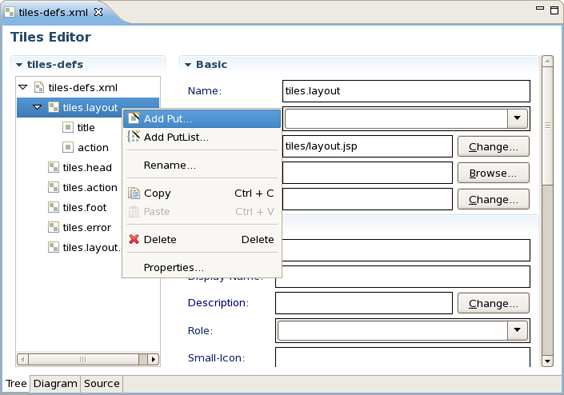 tiles-defs.xml
Tiles Editor
tiles-defs
Basic
tiles-defs.xml
tiles.layout
title
action
tiles.head
tiles.action
tiles.foot
tiles.error
tiles.layout.
Add Put...
Add PutList...
Rename...
Copy Ctrl + C
Paste Ctrl + V
Delete Delete
Properties...
Name: tiles.layout
tiles/layout.jsp Change...
Browse...
Change...
Display-Name:
Description: Change...
Role:
Small-Icon:
Tree Diagram Source